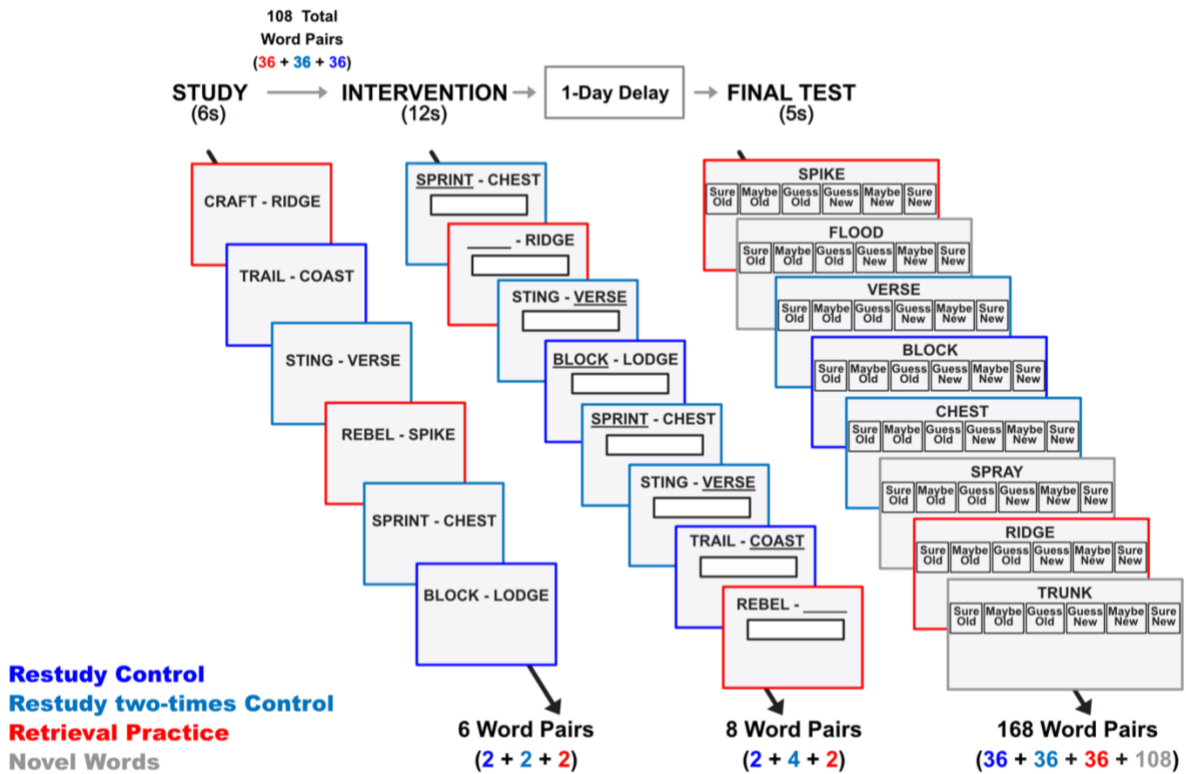 108 Total
Word Pairs
(36 + 36 + 36)
STUDY
(6s)
INTERVENTION
(12s)
1-Day Delay
FINAL TEST
(5s)
CRAFT - RIDGE
TRAIL - COAST
STING - VERSE
REBEL - SPIKE
SPRINT - CHEST
BLOCK - LODGE
6 Word Pairs
(2 + 2 + 2)
SPRINT - CHEST
_____ - RIDGE
STING - VERSE
BLOCK - LODGE
SPRINT - CHEST
STING - VERSE
TRAIL - COAST
REBEL - _____
8 Word Pairs
(2 + 4 + 2)
SPIKE
Sure Maybe Guess Guess Maybe Sure
Old Old Old New New New
FLOOD
Sure Maybe Guess Guess Maybe Sure
Old Old Old New New New
VERSE
Sure Maybe Guess Guess Maybe Sure
Old Old Old New New New
BLOCK
Sure Maybe Guess Guess Maybe Sure
Old Old Old New New New
CHEST
Sure Maybe Guess Guess Maybe Sure
Old Old Old New New New
SPRAY
Sure Maybe Guess Guess Maybe Sure
Old Old Old New New New
RIDGE
Sure Maybe Guess Guess Maybe Sure
Old Old Old New New New
TRUNK
Sure Maybe Guess Guess Maybe Sure
Old Old Old New New New
168 Word Pairs
(36 + 36 + 36 + 108)
Restudy Control
Restudy two-times Control
Retrieval Practice
Novel Words